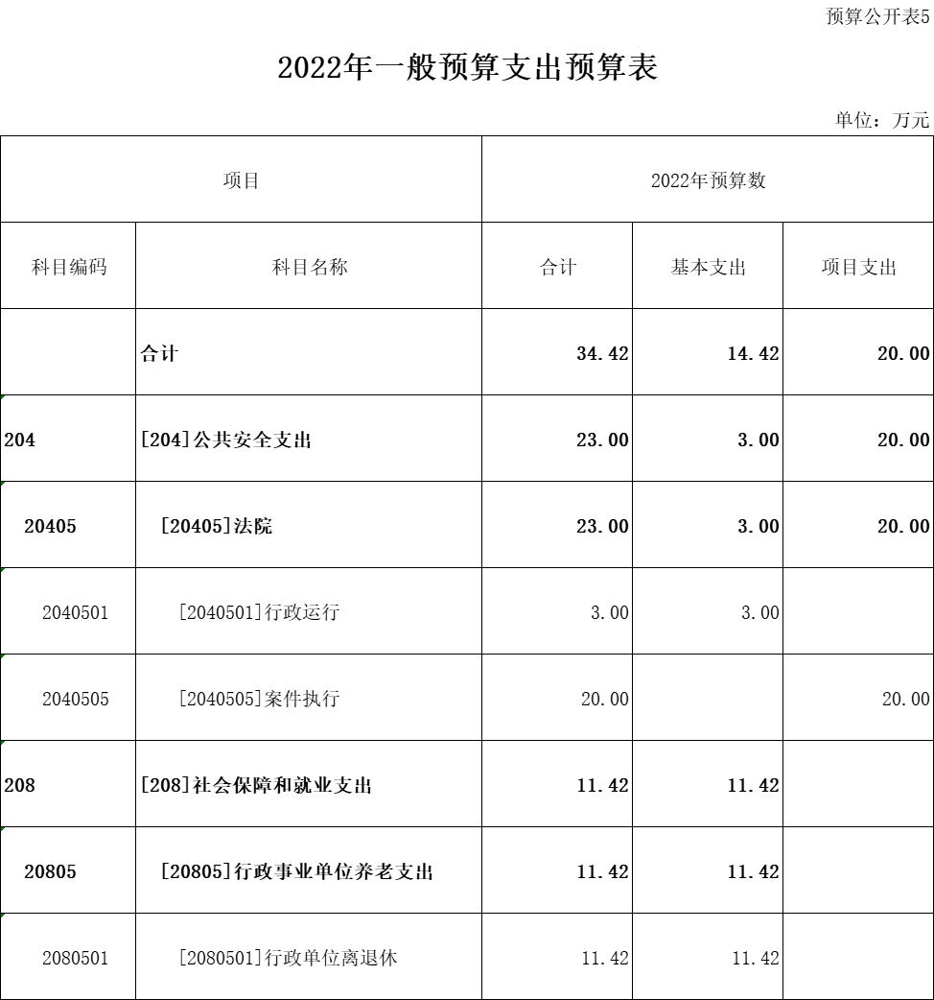 预算公开表5
2022年一般预算支出预算表
单位：万元
项目 2022年预算数
科目编码 科目名称 合计 基本支出 项目支出
合计 34.42 14.42 20.00
204 [204]公共安全支出 23.00 3.00 20.00
20405 [20405]法院 23.00 3.00 20.00
2040501 [2040501]行政运行 3.00 3.00
2040505 [2040505]案件执行 20.00 20.00
208 [208]社会保障和就业支出 11.42 11.42
20805 [20805]行政事业单位养老支出 11.42 11.42
2080501 [2080501]行政单位离退休 11.42 11.42